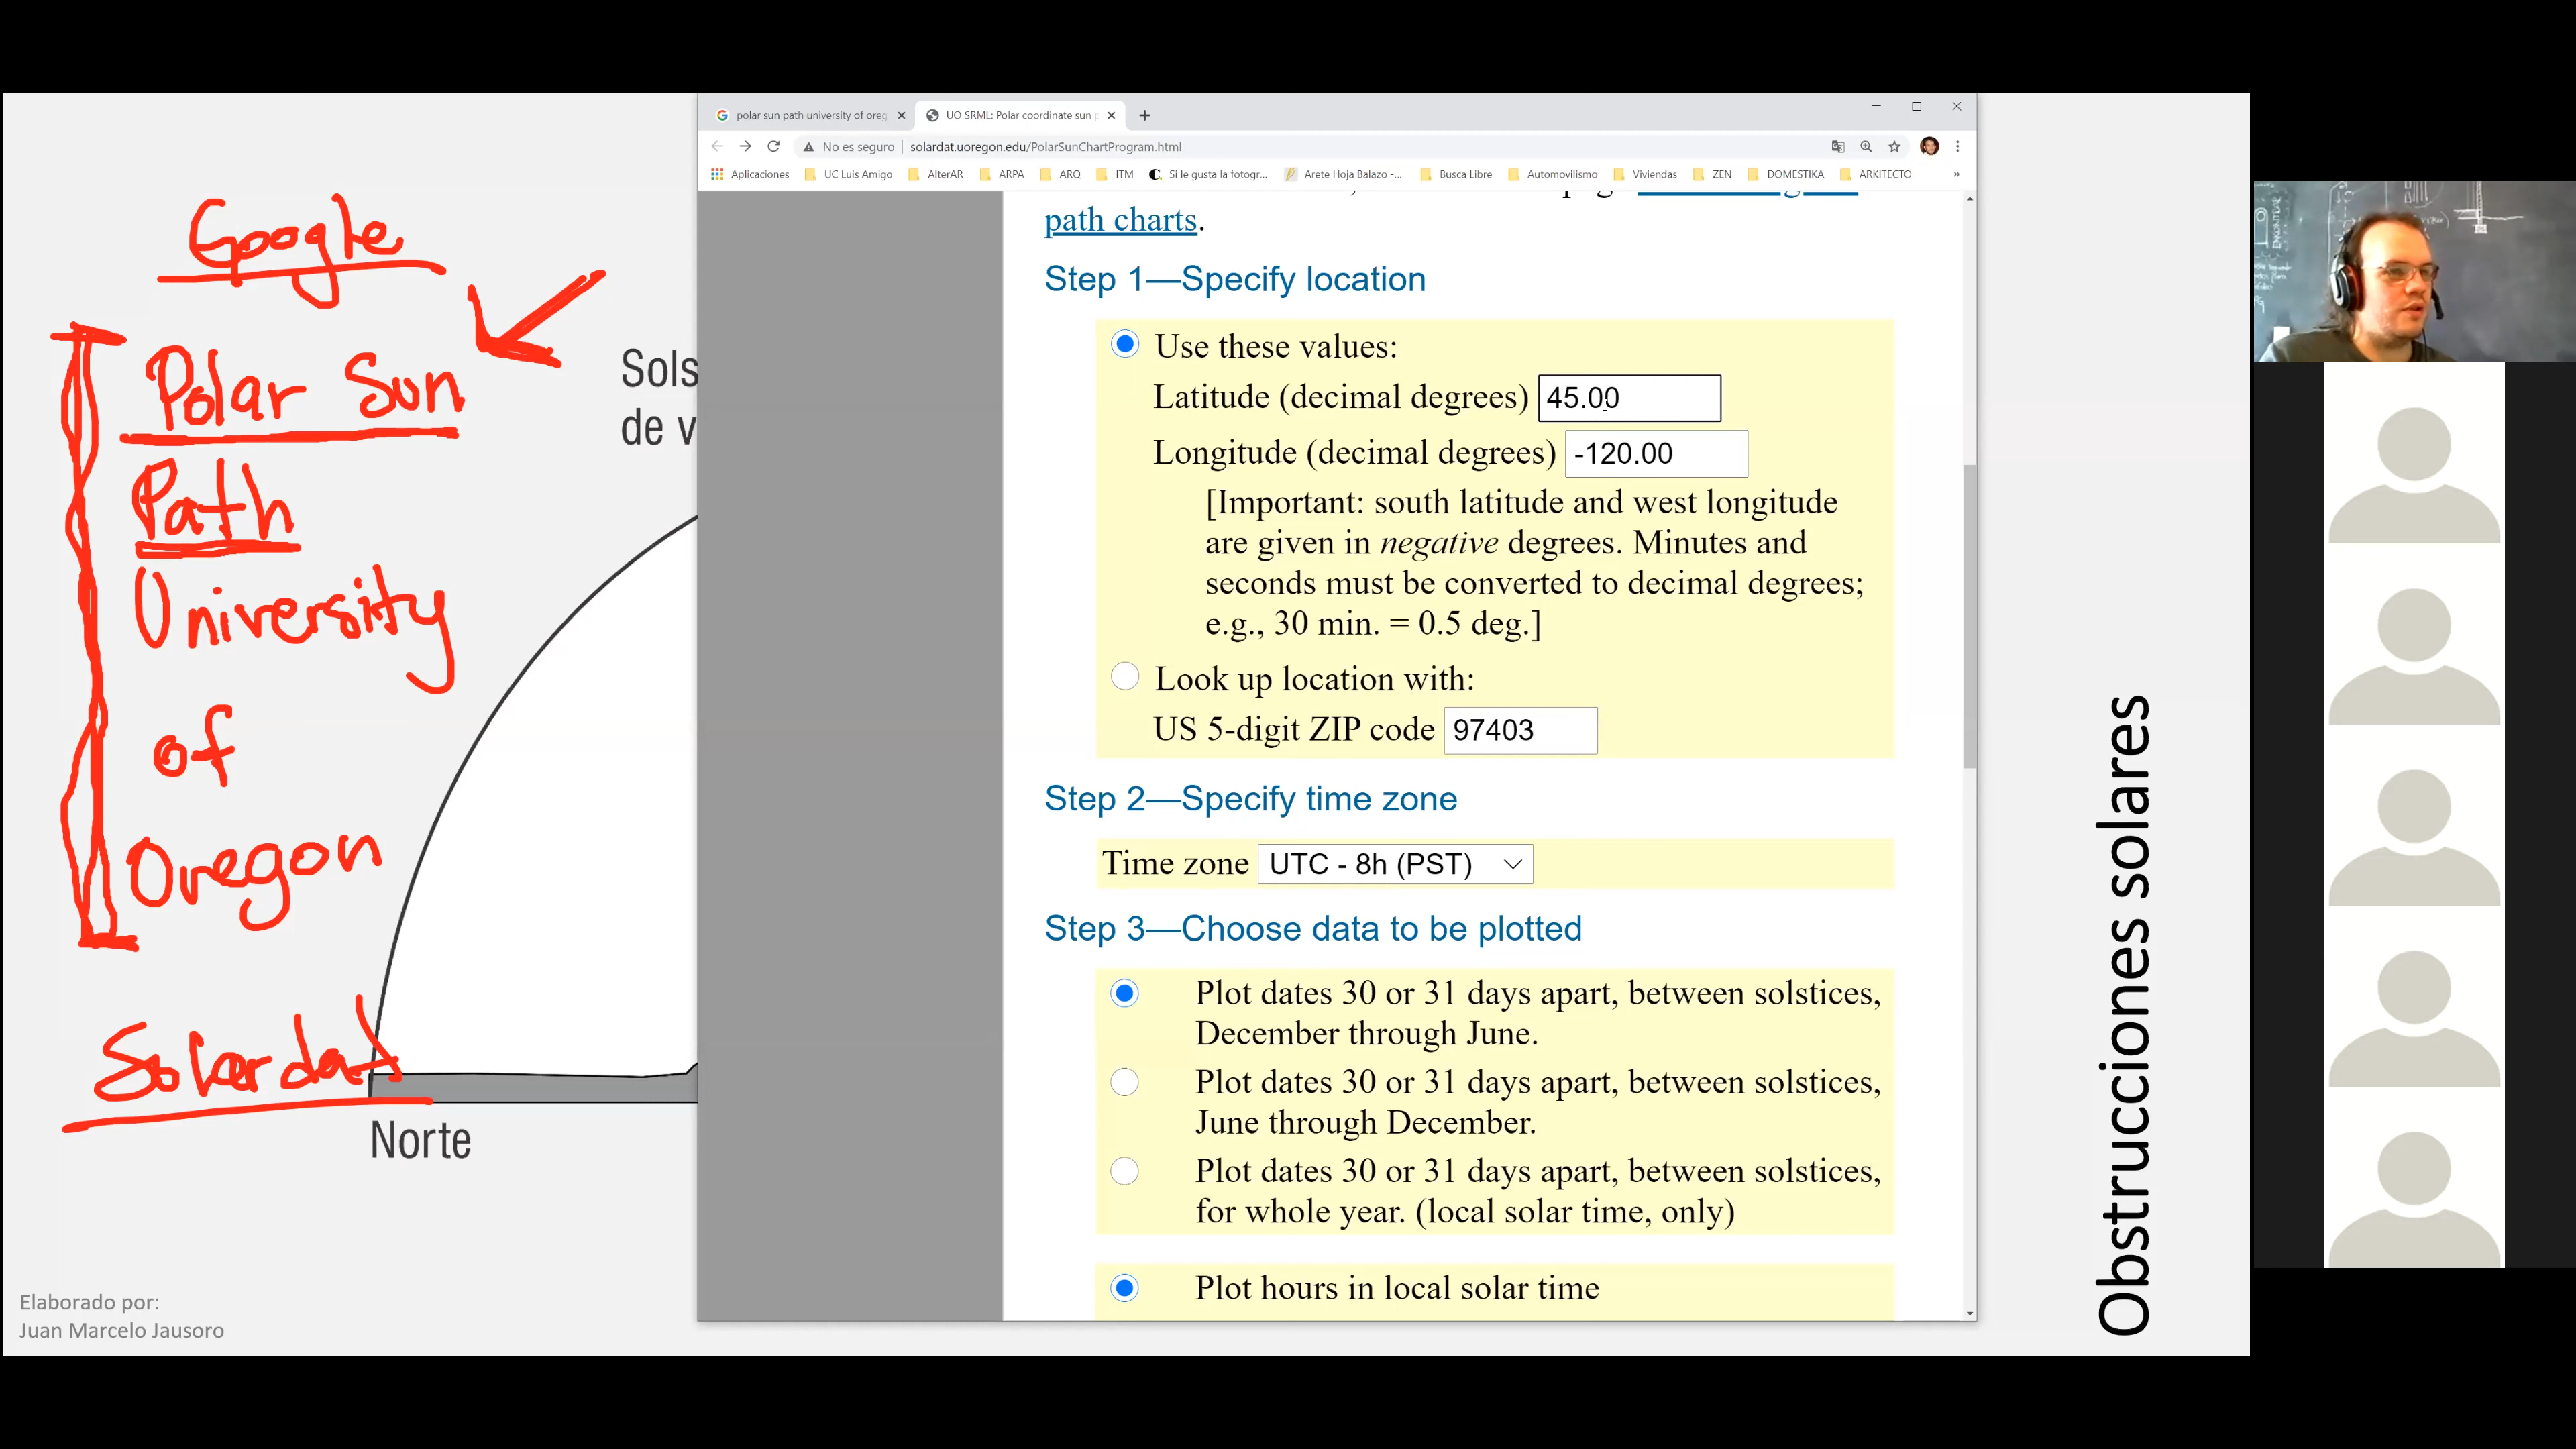 Google
Polar Sun
Path
University
of
Oregon
Solardat
Sols
de v
Norte
Elaborado por:
Juan Marcelo Jausoro
polar sun path university of oreg
UO SRML: Polar coordinate sun p
No es seguro
solardat.uoregon.edu/PolarSunChartProgram.html
Aplicaciones
UC Luis Amigo
AlterAR
ARPA
ARQ
ITM
Si le gusta la fotogr...
Arete Hoja Balazo -...
Busca Libre
Automovilismo
Viviendas
ZEN
DOMESTIKA
ARKITECTO
path charts.
Step 1—Specify location
Use these values:
Latitude (decimal degrees) 45.00
Longitude (decimal degrees) -120.00
[Important: south latitude and west longitude
are given in negative degrees. Minutes and
seconds must be converted to decimal degrees;
e.g., 30 min. = 0.5 deg.]
Look up location with:
US 5-digit ZIP code 97403
Step 2—Specify time zone
Time zone UTC - 8h (PST)
Step 3—Choose data to be plotted
Plot dates 30 or 31 days apart, between solstices,
December through June.
Plot dates 30 or 31 days apart, between solstices,
June through December.
Plot dates 30 or 31 days apart, between solstices,
for whole year. (local solar time, only)
Plot hours in local solar time
Obstrucciones solares